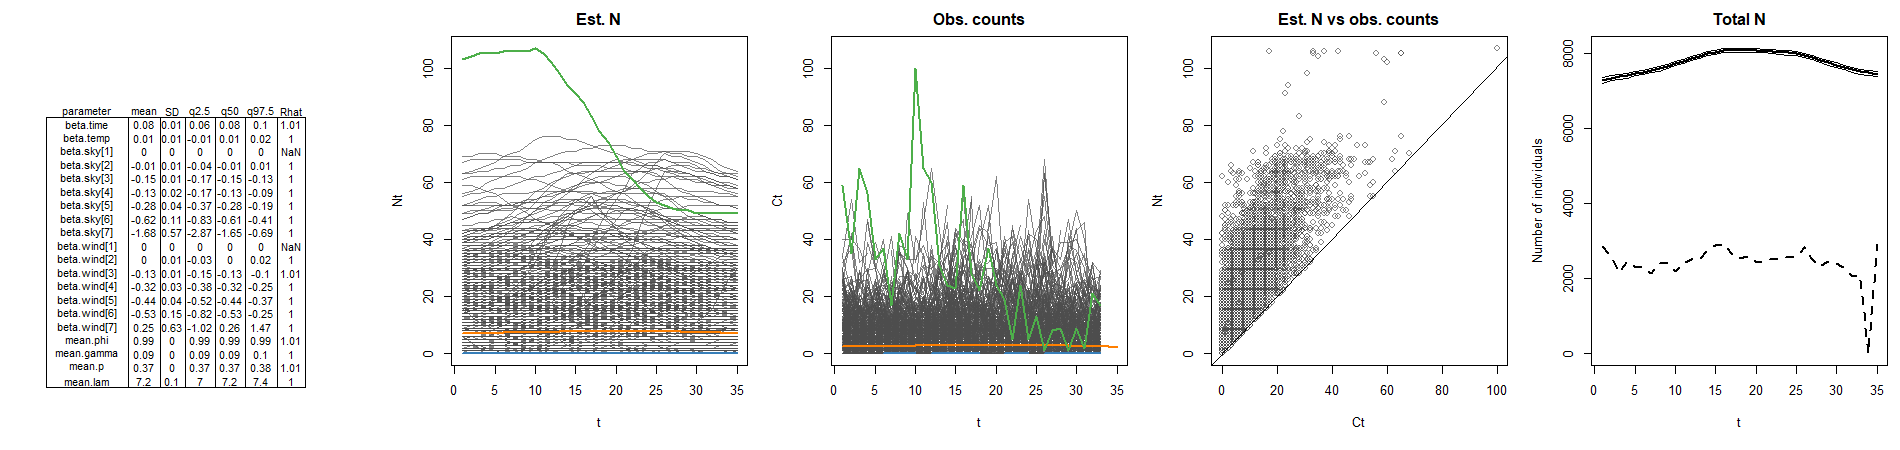 parameter mean SD q2.5 q50 q97.5 Rhat
beta.time 0.08 0.01 0.06 0.08 0.1 1.01
beta.temp 0.01 0.01 -0.01 0.01 0.02 1
beta.sky[1] 0 0 0 0 0 NaN
beta.sky[2] -0.01 0.01 -0.04 -0.01 0.01 1
beta.sky[3] -0.15 0.01 -0.17 -0.15 -0.13 1
beta.sky[4] -0.13 0.02 -0.17 -0.13 -0.09 1
beta.sky[5] -0.28 0.04 -0.37 -0.28 -0.19 1
beta.sky[6] -0.62 0.11 -0.83 -0.61 -0.41 1
beta.sky[7] -1.68 0.57 -2.87 -1.65 -0.69 1
beta.wind[1] 0 0 0 0 0 NaN
beta.wind[2] 0 0.01 -0.03 0 0.02 1
beta.wind[3] -0.13 0.01 -0.15 -0.13 -0.1 1.01
beta.wind[4] -0.32 0.03 -0.38 -0.32 -0.25 1
beta.wind[5] -0.44 0.04 -0.52 -0.44 -0.37 1
beta.wind[6] -0.53 0.15 -0.82 -0.53 -0.25 1
beta.wind[7] 0.25 0.63 -1.02 0.26 1.47 1
mean.phi 0.99 0 0.99 0.99 0.99 1.01
mean.gamma 0.09 0 0.09 0.09 0.1 1
mean.p 0.37 0 0.37 0.37 0.38 1.01
mean.lam 7.2 0.1 7 7.2 7.4 1
Est. N
Nt
100
80
60
40
20
0
0 5 10 15 20 25 30 35
t
Obs. counts
Ct
100
80
60
40
20
0
0 5 10 15 20 25 30 35
t
Est. N vs obs. counts
Nt
100
80
60
40
20
0
0 20 40 60 80 100
Ct
Total N
Number of individuals
8000
6000
4000
2000
0
0 5 10 15 20 25 30 35
t